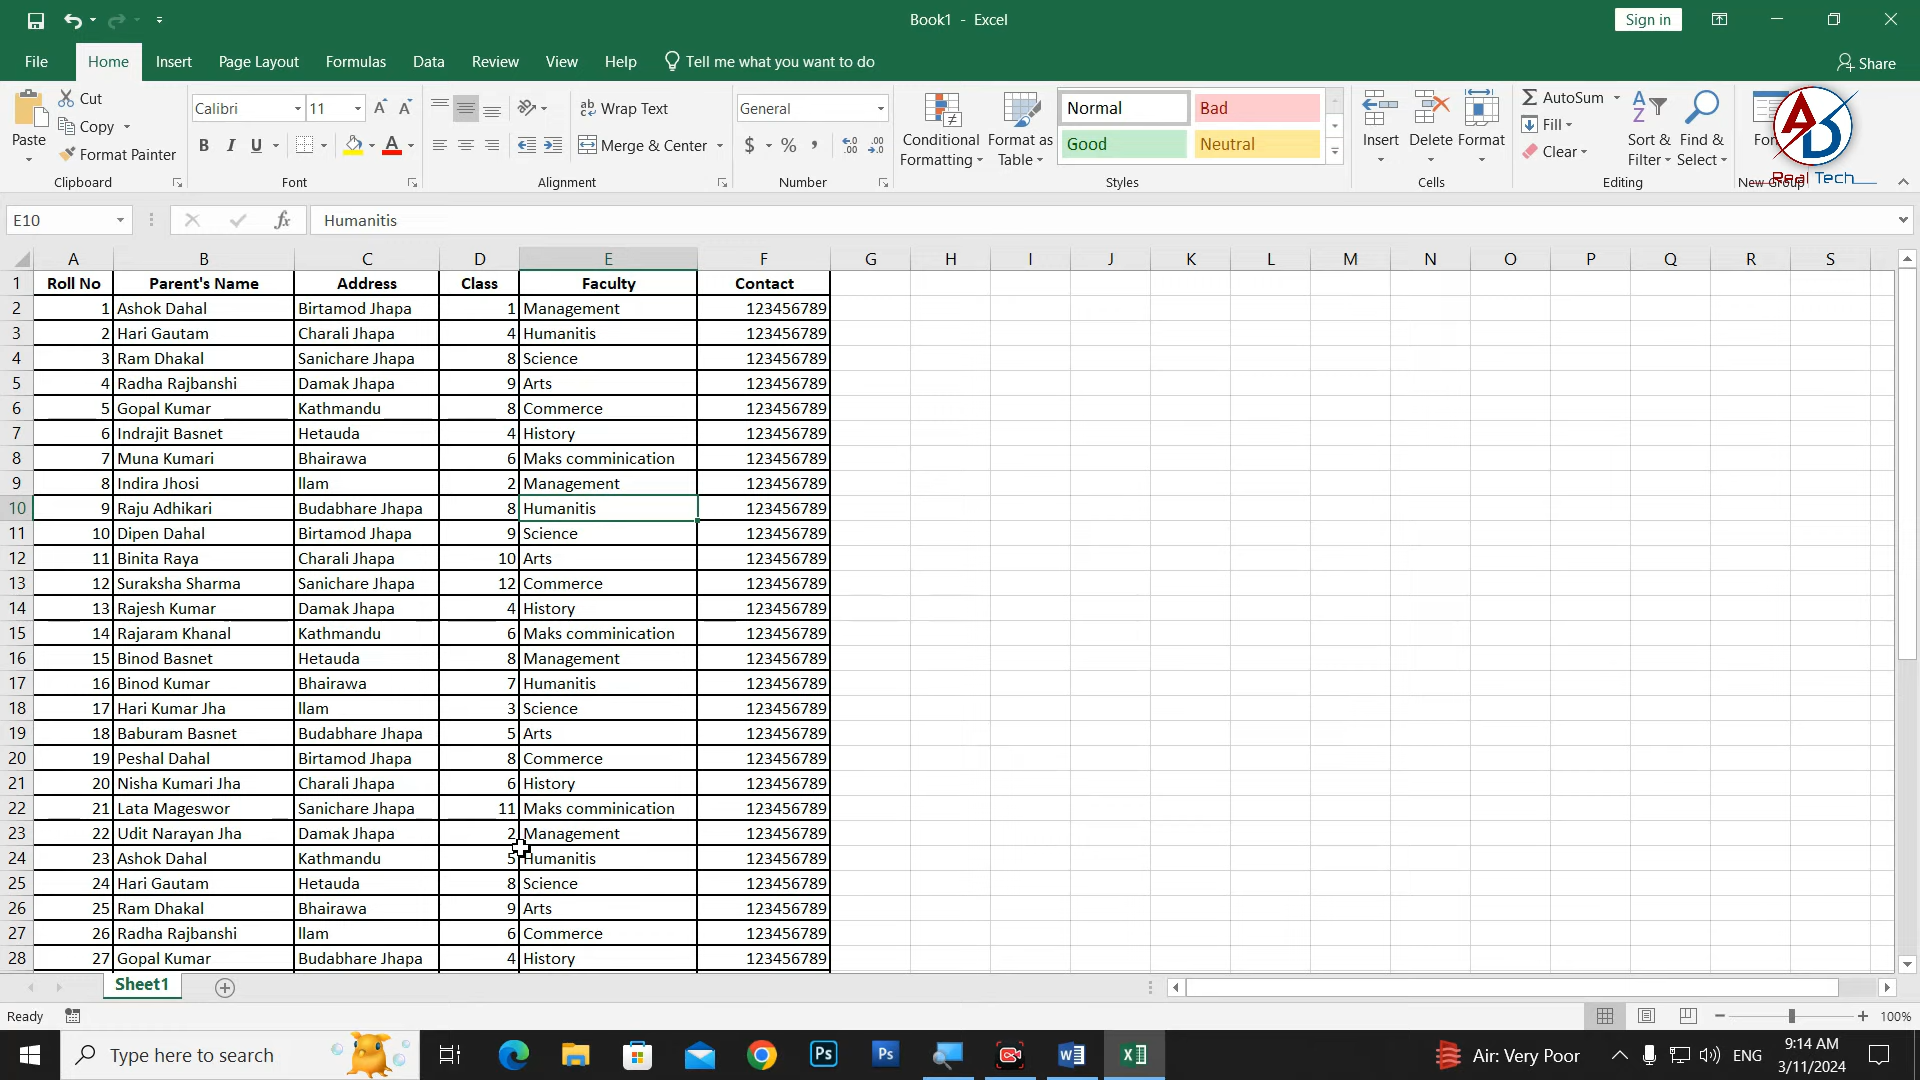 Book1 - Excel
Sign in
File Home Insert Page Layout Formulas Data Review View Help Tell me what you want to do Share
Paste
Cut
Copy
Format Painter
Clipboard
Calibri 11
B I U A
Font
Wrap Text
Merge & Center
Alignment
General
$ % ,
Number
Conditional Formatting
Format as Table
Normal Bad
Good Neutral
Styles
Insert Delete Format
Cells
AutoSum
Fill
Clear
Sort & Filter
Find & Select
Editing
New Group
AD
Real Tech
E10 fx Humanitis
A B C D E F G H I J K L M N O P Q R S
1 Roll No Parent's Name Address Class Faculty Contact
2 1 Ashok Dahal Birtamod Jhapa 1 Management 123456789
3 2 Hari Gautam Charali Jhapa 4 Humanitis 123456789
4 3 Ram Dhakal Sanichare Jhapa 8 Science 123456789
5 4 Radha Rajbanshi Damak Jhapa 9 Arts 123456789
6 5 Gopal Kumar Kathmandu 8 Commerce 123456789
7 6 Indrajit Basnet Hetauda 4 History 123456789
8 7 Muna Kumari Bhairawa 6 Maks comminication 123456789
9 8 Indira Jhosi llam 2 Management 123456789
10 9 Raju Adhikari Budabhare Jhapa 8 Humanitis 123456789
11 10 Dipen Dahal Birtamod Jhapa 9 Science 123456789
12 11 Binita Raya Charali Jhapa 10 Arts 123456789
13 12 Suraksha Sharma Sanichare Jhapa 12 Commerce 123456789
14 13 Rajesh Kumar Damak Jhapa 4 History 123456789
15 14 Rajaram Khanal Kathmandu 6 Maks comminication 123456789
16 15 Binod Basnet Hetauda 8 Management 123456789
17 16 Binod Kumar Bhairawa 7 Humanitis 123456789
18 17 Hari Kumar Jha llam 3 Science 123456789
19 18 Baburam Basnet Budabhare Jhapa 5 Arts 123456789
20 19 Peshal Dahal Birtamod Jhapa 8 Commerce 123456789
21 20 Nisha Kumari Jha Charali Jhapa 6 History 123456789
22 21 Lata Mageswor Sanichare Jhapa 11 Maks comminication 123456789
23 22 Udit Narayan Jha Damak Jhapa 2 Management 123456789
24 23 Ashok Dahal Kathmandu 5 Humanitis 123456789
25 24 Hari Gautam Hetauda 8 Science 123456789
26 25 Ram Dhakal Bhairawa 9 Arts 123456789
27 26 Radha Rajbanshi llam 6 Commerce 123456789
28 27 Gopal Kumar Budabhare Jhapa 4 History 123456789
Sheet1
Ready 100%
Type here to search
Ps Ps
Air: Very Poor ENG
9:14 AM
3/11/2024